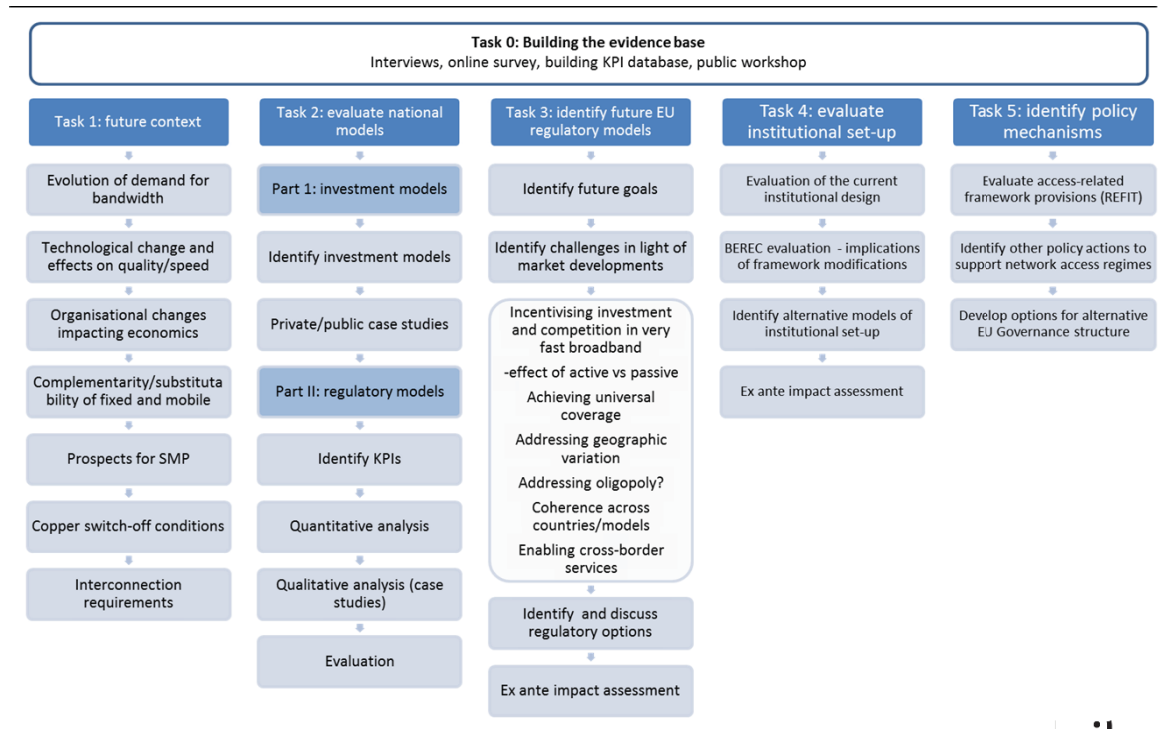 Task 0: Building the evidence base
Interviews, online survey, building KPI database, public workshop
Task 1: future context
Evolution of demand for
bandwidth
Technological change and
effects on quality/speed
Organisational changes
impacting economics
Complementarity/substituta
bility of fixed and mobile
Prospects for SMP
Copper switch-off conditions
Interconnection
requirements
Task 2: evaluate national
models
Part 1: investment models
Identify investment models
Private/public case studies
Part II: regulatory models
Identify KPIs
Quantitative analysis
Qualitative analysis (case
studies)
Evaluation
Task 3: identify future EU
regulatory models
Identify future goals
Identify challenges in light of
market developments
Incentivising investment
and competition in very
fast broadband
-effect of active vs passive
Achieving universal
coverage
Addressing geographic
variation
Addressing oligopoly?
Coherence across
countries/models
Enabling cross-border
services
Identify and discuss
regulatory options
Ex ante impact assessment
Task 4: evaluate
institutional set-up
Evaluation of the current
institutional design
BEREC evaluation - implications
of framework modifications
Identify alternative models of
institutional set-up
Ex ante impact assessment
Task 5: identify policy
mechanisms
Evaluate access-related
framework provisions (REFIT)
Identify other policy actions to
support network access regimes
Develop options for alternative
EU Governance structure